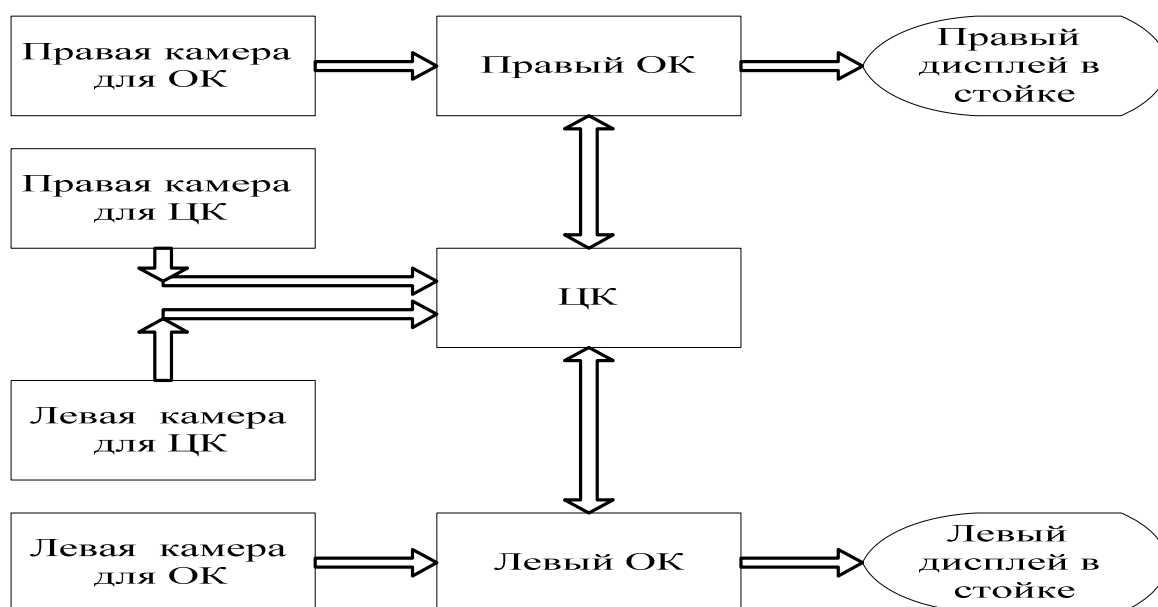 Правая камера
для ОК
Правый ОК
Правый
дисплей в
стойке
Правая камера
для ЦК
ЦК
Левая  камера
для ЦК
Левая  камера
для ОК
Левый ОК
Левый
дисплей в
стойке